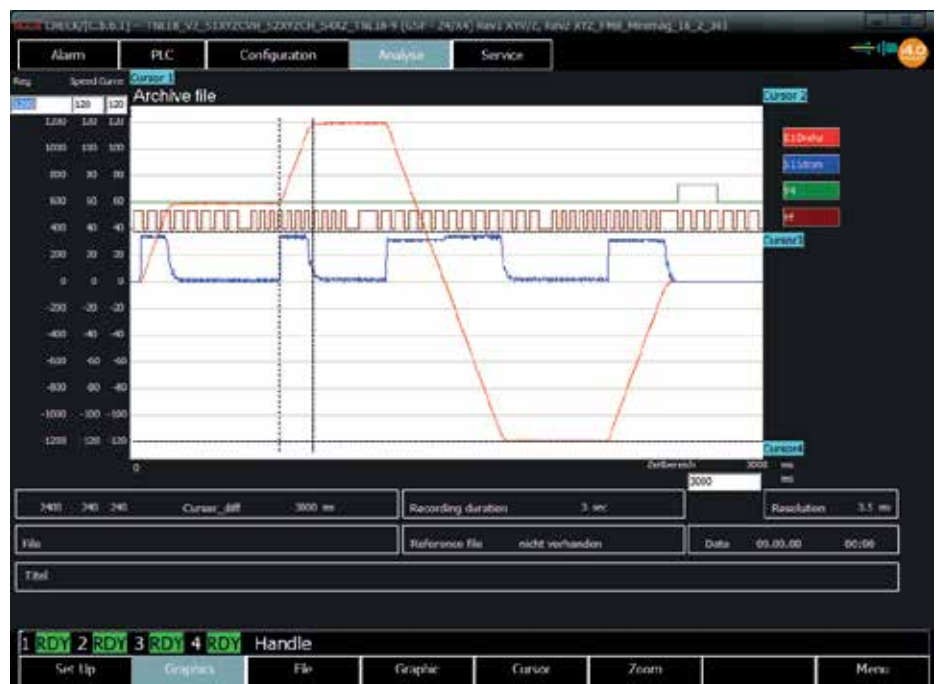 Alarm PLC Configuration Analyse Service
4.0
Speed Curve Cursor 1
120 120 Archive file Cursor 2
1200 120 120
1000 100 100
800 80 80
600 60 60
400 40 40
200 20 20 Cursor3
0 0 0
-200 -20 -20
-400 -40 -40
-600 -60 -60
-800 -80 -80
-1000 -100 -100
-1200 -120 -120 Cursor4
0 Zeitbereich 3000 ms
3000 ms
2400 240 240 Cursor_diff 3000 ms Recording duration 3 sec Resolution 3.5 ms
File Reference file nicht vorhanden Date 00.00.00 00:00
Titel
1 RDY 2 RDY 3 RDY 4 RDY Handle
Set Up Graphics File Graphic Cursor Zoom Menu